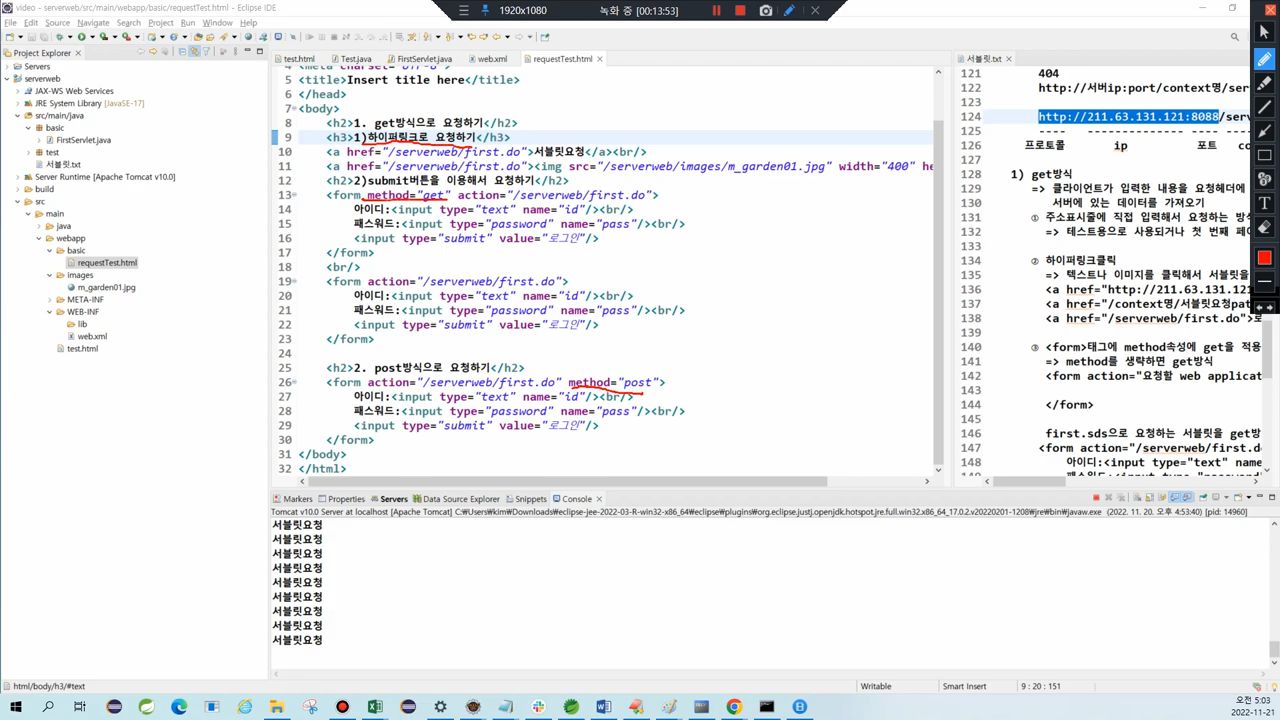 video - serverweb/src/main/webapp/basic/requestTest.html - Eclipse IDE
1920x1080
녹화 중 00:13:53
File Edit Source Navigate Search Project Run Window Help
Project Explorer
Servers
serverweb
JAX-WS Web Services
JRE System Library [JavaSE-17]
src/main/java
basic
FirstServlet.java
test
서블릿.txt
Server Runtime [Apache Tomcat v10.0]
build
src
main
java
webapp
basic
requestTest.html
images
m_garden01.jpg
META-INF
WEB-INF
lib
web.xml
test.html
test.html Test.java FirstServlet.java web.xml requestTest.html
5 <title>Insert title here</title>
6 </head>
7 <body>
8 <h2>1. get방식으로 요청하기</h2>
9 <h3>1)하이퍼링크로 요청하기</h3>
10 <a href="/serverweb/first.do">서블릿요청</a><br/>
11 <a href="/serverweb/first.do"><img src="/serverweb/images/m_garden01.jpg" width="400" he
12 <h2>2)submit버튼을 이용해서 요청하기</h2>
13 <form method="get" action="/serverweb/first.do">
14 아이디:<input type="text" name="id"/><br/>
15 패스워드:<input type="password" name="pass"/><br/>
16 <input type="submit" value="로그인"/>
17 </form>
18 <br/>
19 <form action="/serverweb/first.do">
20 아이디:<input type="text" name="id"/><br/>
21 패스워드:<input type="password" name="pass"/><br/>
22 <input type="submit" value="로그인"/>
23 </form>
24
25 <h2>2. post방식으로 요청하기</h2>
26 <form action="/serverweb/first.do" method="post">
27 아이디:<input type="text" name="id"/><br/>
28 패스워드:<input type="password" name="pass"/><br/>
29 <input type="submit" value="로그인"/>
30 </form>
31 </body>
32 </html>
서블릿.txt
121 404
122 http://서버ip:port/context명/ser
123
124 http://211.63.131.121:8088/serv
125 ---- ----------- ---- --
126 프로토콜 ip 포트 co
128 1) get방식
129 => 클라이언트가 입력한 내용을 요청헤더에
130 서버에 있는 데이터를 가져오기
131 ① 주소표시줄에 직접 입력해서 요청하는 방
132 => 테스트용으로 사용되거나 첫 번째 페
134 ② 하이퍼링크클릭
135 => 텍스트나 이미지를 클릭해서 서블릿을
136 <a href="http://211.63.131.12
137 <a href="/context명/서블릿요청pat
138 <a href="/serverweb/first.do">로
140 ③ <form>태그에 method속성에 get을 적용
141 => method를 생략하면 get방식
142 <form action="요청할 web applicat
144 </form>
146 first.sds으로 요청하는 서블릿을 get방
147 <form action="/serverweb/first.
148 아이디:<input type="text" name
Markers Properties Servers Data Source Explorer Snippets Console
Tomcat v10.0 Server at localhost [Apache Tomcat] C:₩Users₩kim₩Downloads₩eclipse-jee-2022-03-R-win32-x86_64₩eclipse₩plugins₩org.eclipse.justj.openjdk.hotspot.jre.full.win32.x86_64_17.0.2.v20220201-1208₩jre₩bin₩javaw.exe (2022. 11. 20. 오후 4:53:40) [pid: 14960]
서블릿요청
서블릿요청
서블릿요청
서블릿요청
서블릿요청
서블릿요청
서블릿요청
서블릿요청
서블릿요청
html/body/h3/#text
Writable Smart Insert 9 : 20 : 151
오전 5:03
2022-11-21